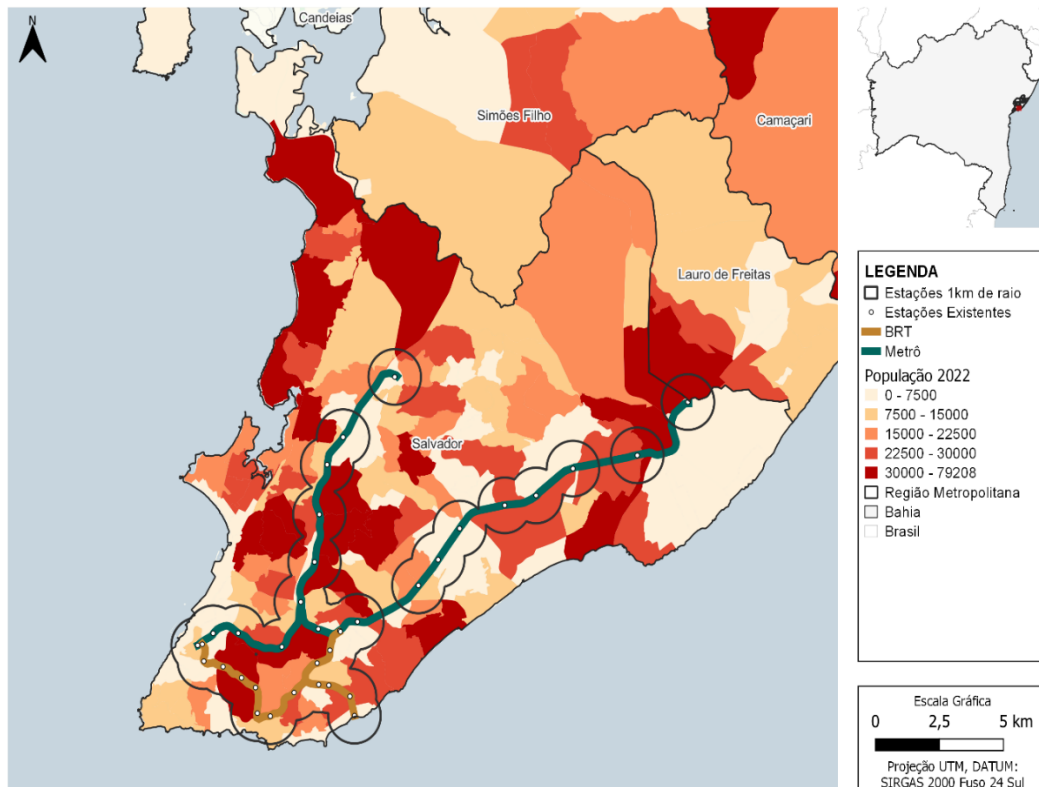 N
Candeias
Simões Filho
Camaçari
Lauro de Freitas
Salvador
LEGENDA
Estações 1km de raio
Estações Existentes
BRT
Metrô
População 2022
0 - 7500
7500 - 15000
15000 - 22500
22500 - 30000
30000 - 79208
Região Metropolitana
Bahia
Brasil
Escala Gráfica
0 2,5 5 km
Projeção UTM, DATUM:
SIRGAS 2000 Fuso 24 Sul